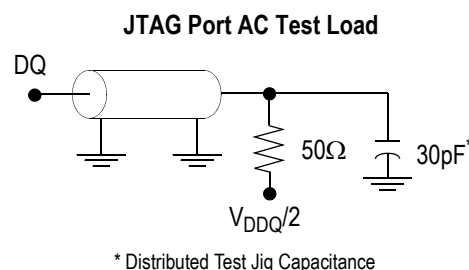 JTAG Port AC Test Load
DQ
50Ω
30pF*
VDDQ/2
* Distributed Test Jig Capacitance